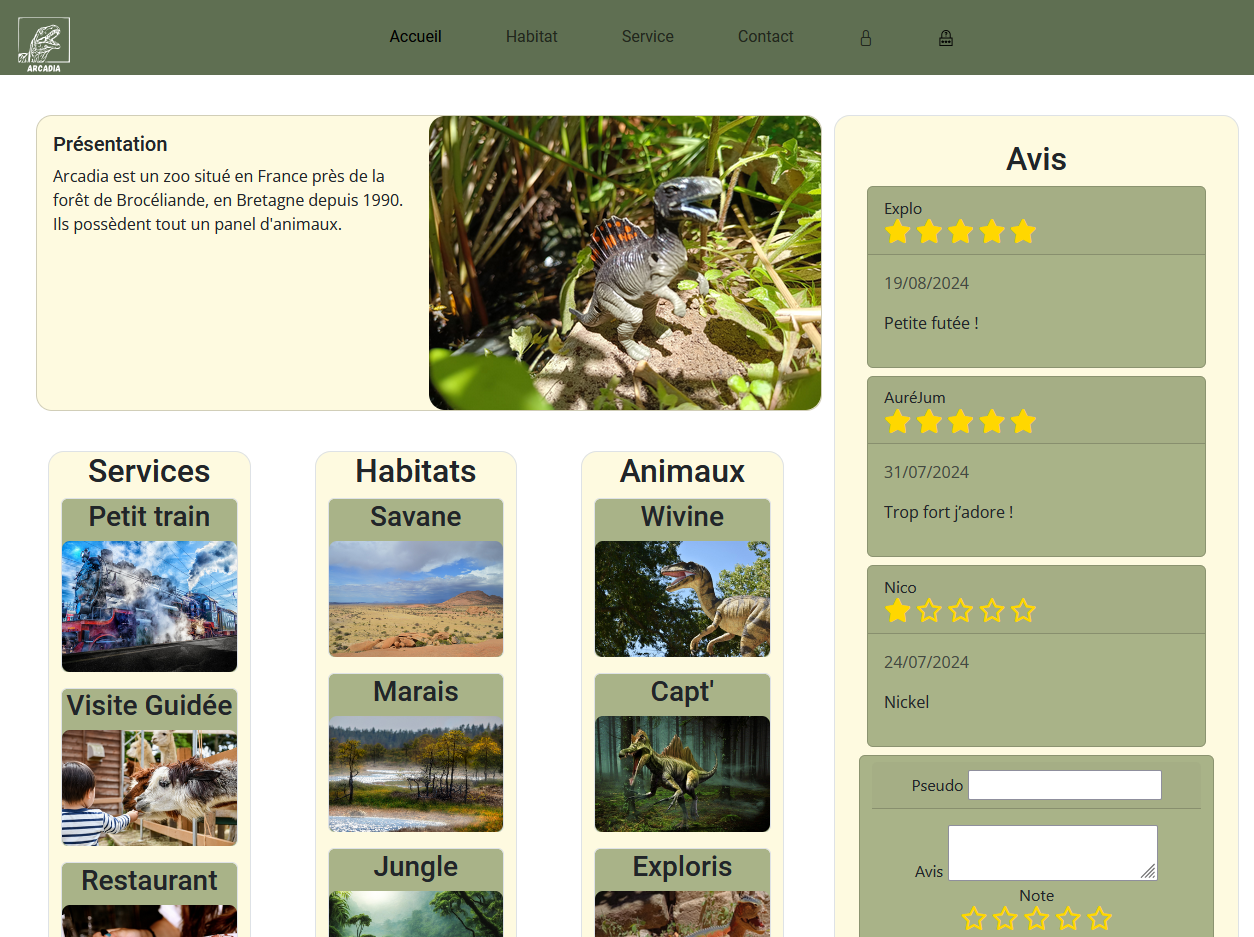 ARCADIA
Accueil
Habitat
Service
Contact
Présentation
Arcadia est un zoo situé en France près de la
forêt de Brocéliande, en Bretagne depuis 1990.
Ils possèdent tout un panel d'animaux.
Services
Petit train
Visite Guidée
Restaurant
Habitats
Savane
Marais
Jungle
Animaux
Wivine
Capt'
Exploris
Avis
Explo
19/08/2024
Petite futée !
AuréJum
31/07/2024
Trop fort j’adore !
Nico
24/07/2024
Nickel
Pseudo
Avis
Note